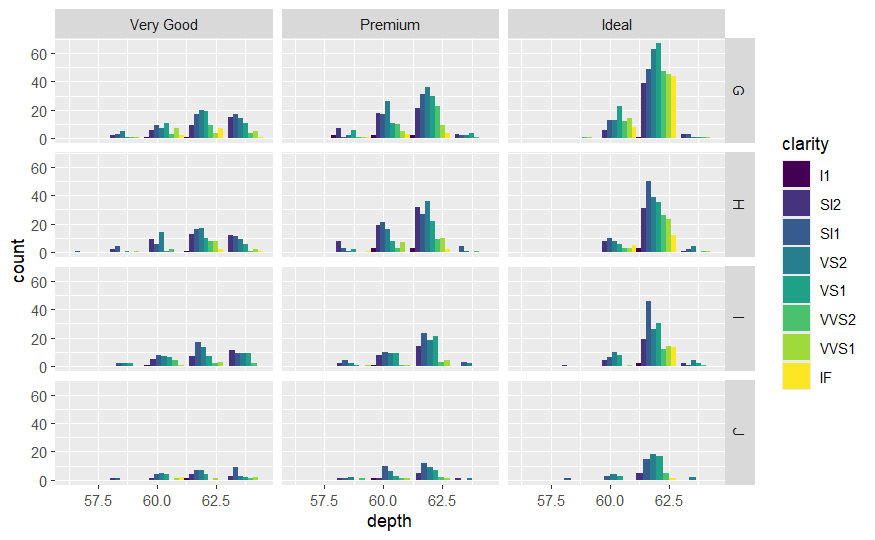 Very Good Premium Ideal
60
40
20
0
G
60
40
20
0
H
60
40
20
0
I
60
40
20
0
J
count
57.5 60.0 62.5 57.5 60.0 62.5 57.5 60.0 62.5
depth
clarity
I1
SI2
SI1
VS2
VS1
VVS2
VVS1
IF